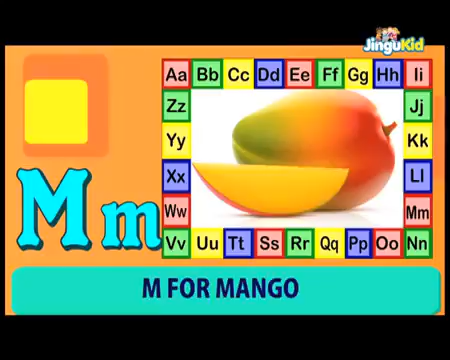 JinguKid
Aa Bb Cc Dd Ee Ff Gg Hh Ii
Zz Jj
Yy Kk
Xx Ll
Ww Mm
Vv Uu Tt Ss Rr Qq Pp Oo Nn
M m
M FOR MANGO